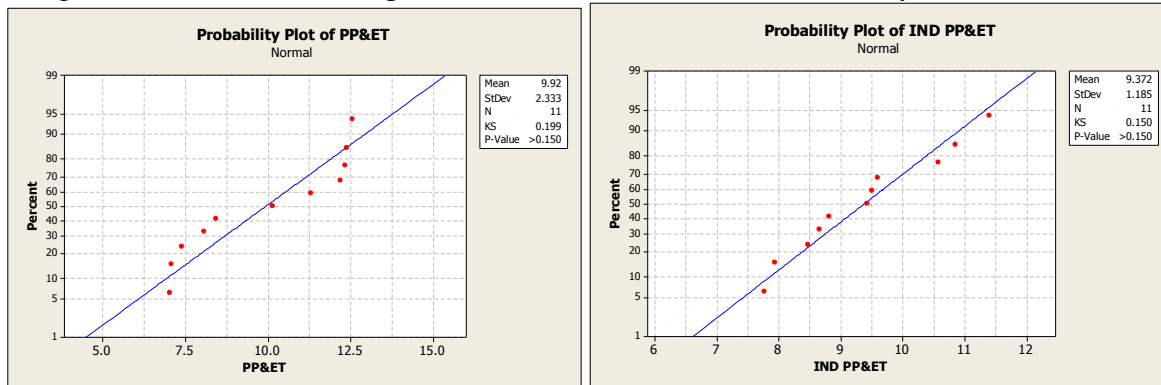 Probability Plot of PP&ET
Normal
99
95
90
80
70
60
50
40
30
20
10
5
1
Percent
5.0 7.5 10.0 12.5 15.0
PP&ET
Mean 9.92
StDev 2.333
N 11
KS 0.199
P-Value >0.150
Probability Plot of IND PP&ET
Normal
99
95
90
80
70
60
50
40
30
20
10
5
1
Percent
6 7 8 9 10 11 12
IND PP&ET
Mean 9.372
StDev 1.185
N 11
KS 0.150
P-Value >0.150